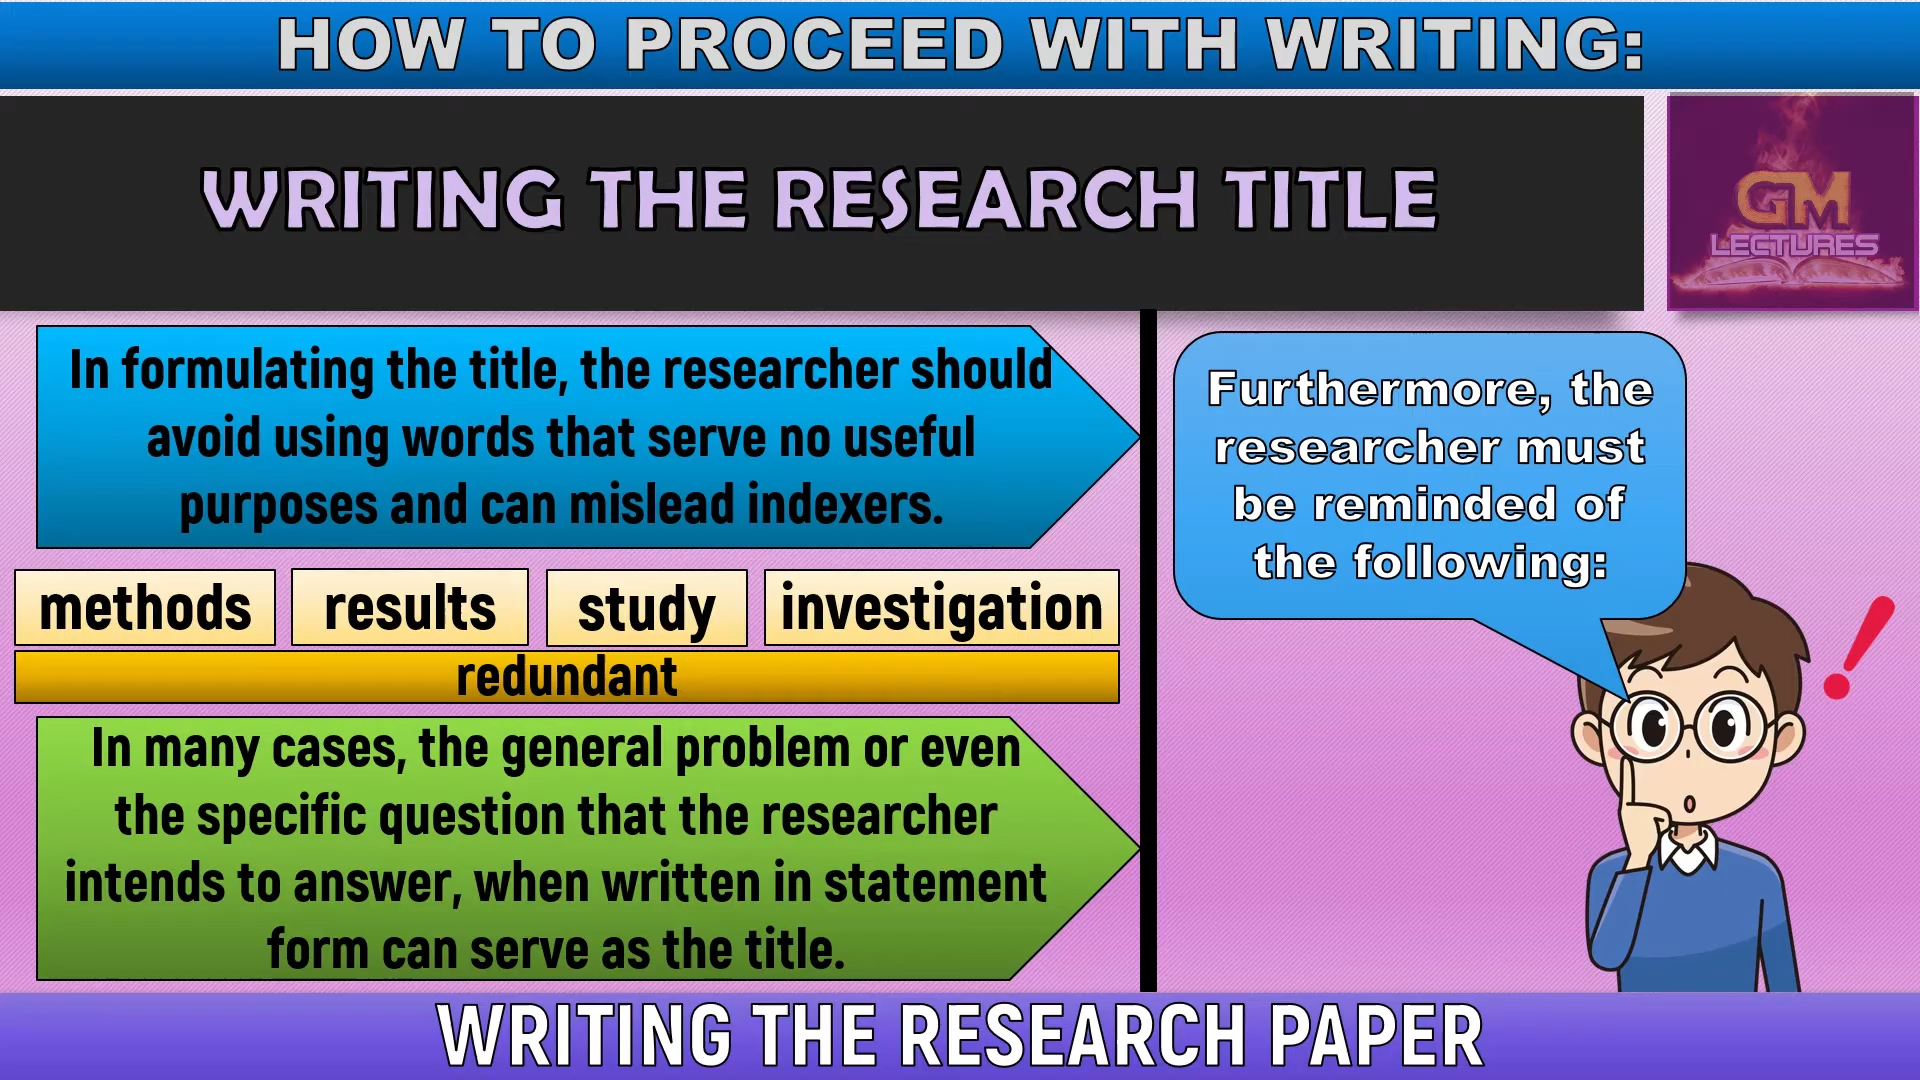 HOW TO PROCEED WITH WRITING:
WRITING THE RESEARCH TITLE
GM
LECTURES
In formulating the title, the researcher should
avoid using words that serve no useful
purposes and can mislead indexers.
methods
results
study
investigation
redundant
In many cases, the general problem or even
the specific question that the researcher
intends to answer, when written in statement
form can serve as the title.
Furthermore, the
researcher must
be reminded of
the following:
WRITING THE RESEARCH PAPER